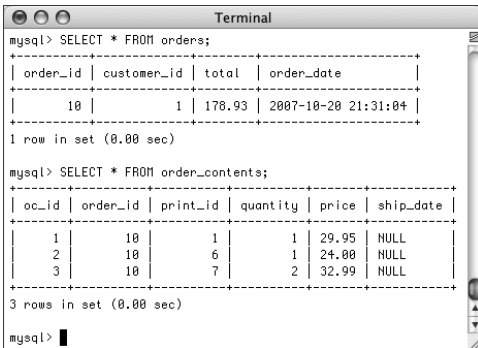 Terminal
mysql> SELECT * FROM orders;
+----------+-------------+--------+---------------------+
| order_id | customer_id | total | order_date |
+----------+-------------+--------+---------------------+
| 10 | 1 | 178.93 | 2007-10-20 21:31:04 |
+----------+-------------+--------+---------------------+
1 row in set (0.00 sec)
mysql> SELECT * FROM order_contents;
+-------+----------+----------+----------+-------+-----------+
| oc_id | order_id | print_id | quantity | price | ship_date |
+-------+----------+----------+----------+-------+-----------+
| 1 | 10 | 1 | 1 | 29.95 | NULL |
| 2 | 10 | 6 | 1 | 24.00 | NULL |
| 3 | 10 | 7 | 2 | 32.99 | NULL |
+-------+----------+----------+----------+-------+-----------+
3 rows in set (0.00 sec)
mysql>